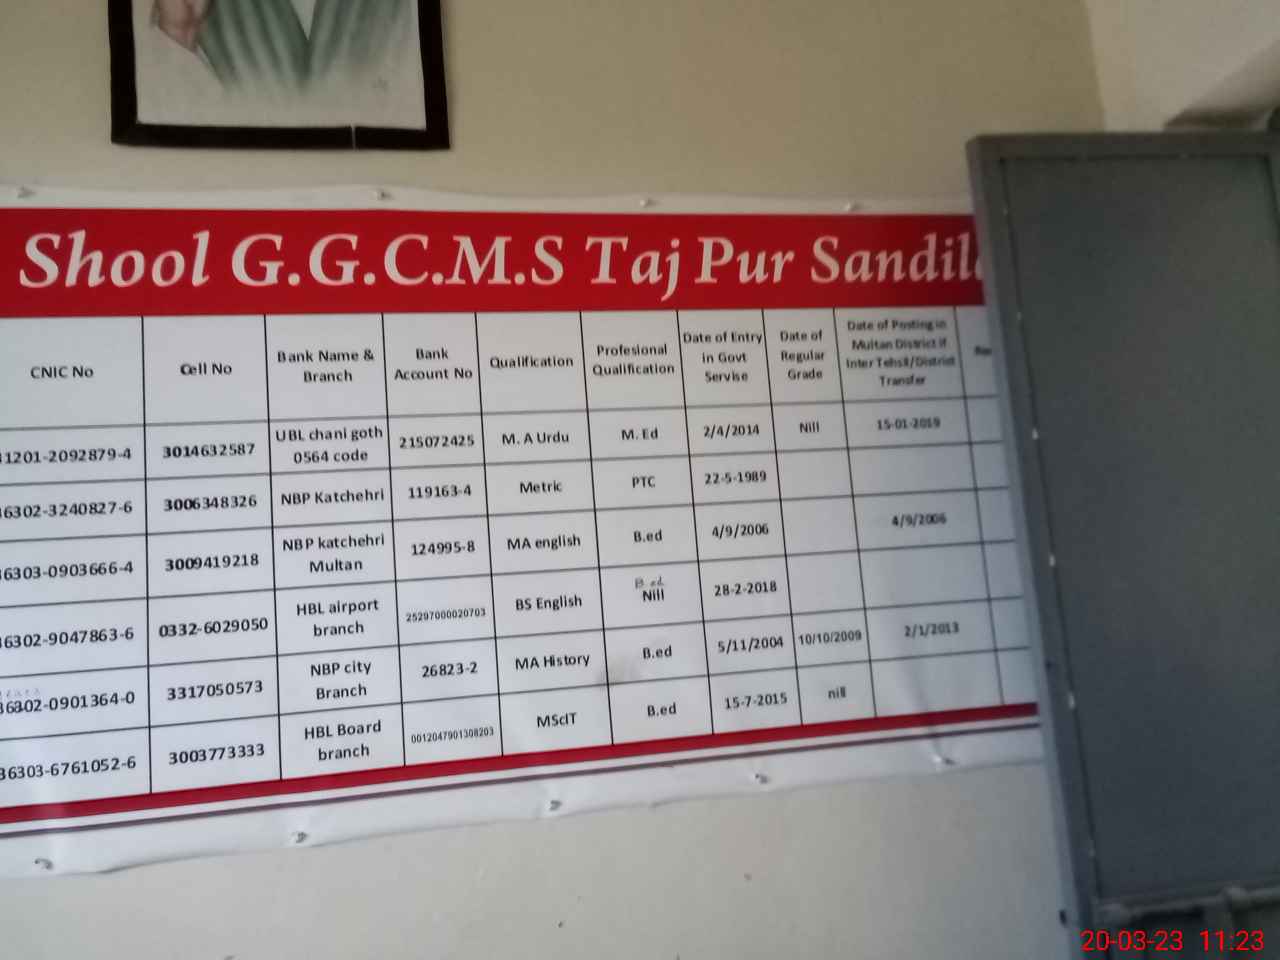 Shool G.G.C.M.S Taj Pur Sandil
CNIC No
Cell No
Bank Name &
Branch
Bank
Account No
Qualification
Profesional
Qualification
Date of Entry
in Govt
Servise
Date of
Regular
Grade
Date of Posting in
Multan District if
Inter Tehsil/District
Transfer
1201-2092879-4
3014632587
UBL chani goth
0564 code
215072425
M. A Urdu
M. Ed
2/4/2014
Nill
15-01-2019
6302-3240827-6
3006348326
NBP Katchehri
119163-4
Metric
PTC
22-5-1989
6303-0903666-4
3009419218
NBP katchehri
Multan
124995-8
MA english
B.ed
4/9/2006
4/9/2006
6302-9047863-6
0332-6029050
HBL airport
branch
25297000020703
BS English
B.ed
Nill
28-2-2018
36302-0901364-0
3317050573
NBP city
Branch
26823-2
MA History
B.ed
5/11/2004
10/10/2009
2/1/2013
36303-6761052-6
3003773333
HBL Board
branch
0012047901308203
MScIT
B.ed
15-7-2015
nill
20-03-23 11:23